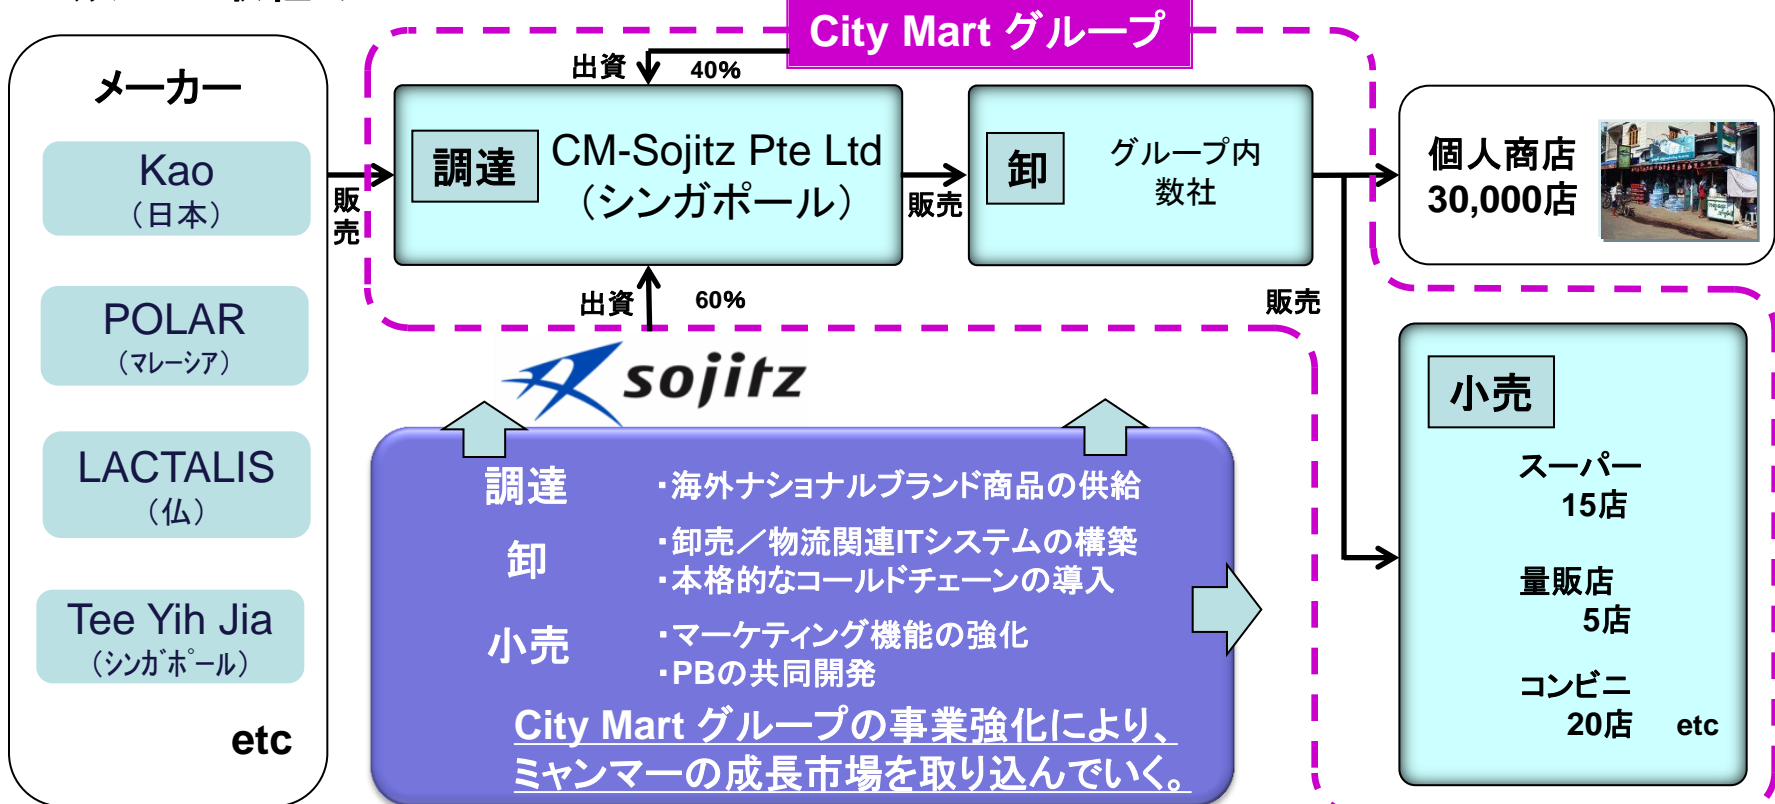 City Mart グループ
メーカー
Kao
（日本）
POLAR
（マレーシア）
LACTALIS
（仏）
Tee Yih Jia
（シンガポール）
etc
販
売
出資 40%
調達
CM-Sojitz Pte Ltd
（シンガポール）
出資 60%
sojitz
販売
卸
グループ内
数社
販売
個人商店
30,000店
小売
スーパー
15店
量販店
5店
コンビニ
20店 etc
調達 ・海外ナショナルブランド商品の供給
卸 ・卸売／物流関連ITシステムの構築
・本格的なコールドチェーンの導入
小売 ・マーケティング機能の強化
・PBの共同開発
City Mart グループの事業強化により、
ミャンマーの成長市場を取り込んでいく。